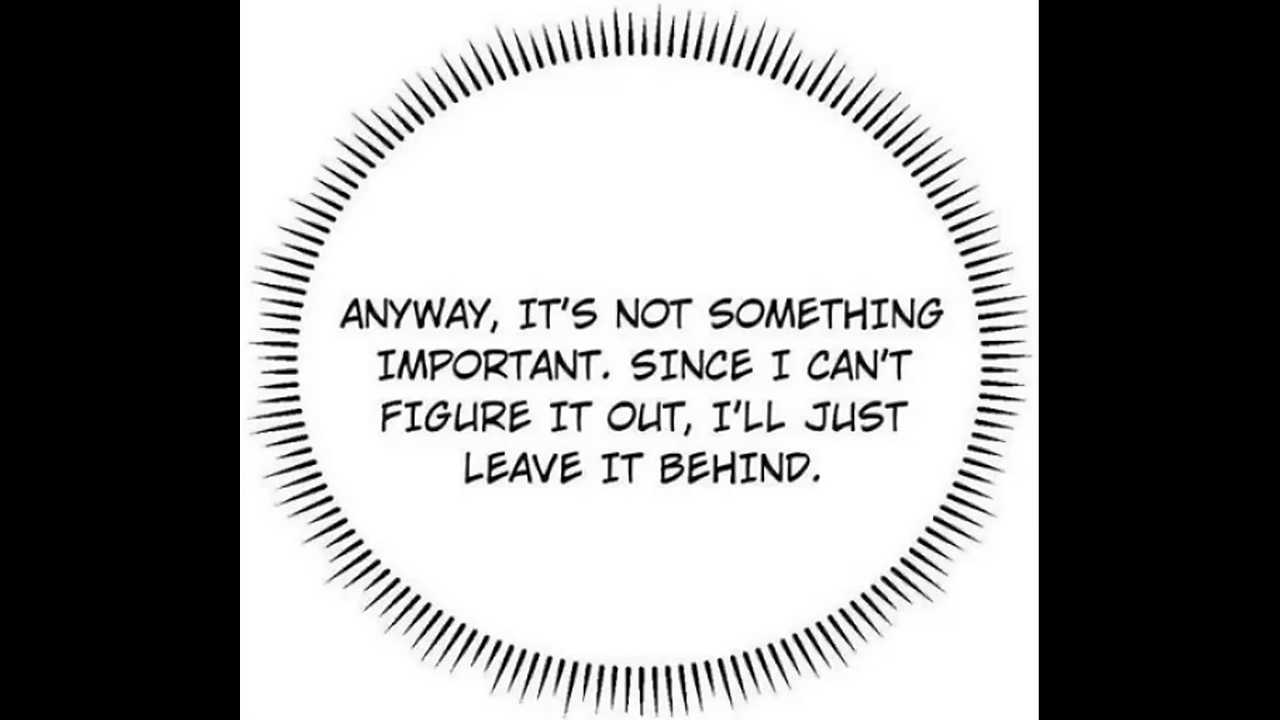 ANYWAY, IT'S NOT SOMETHING
IMPORTANT. SINCE I CAN'T
FIGURE IT OUT, I'LL JUST
LEAVE IT BEHIND.